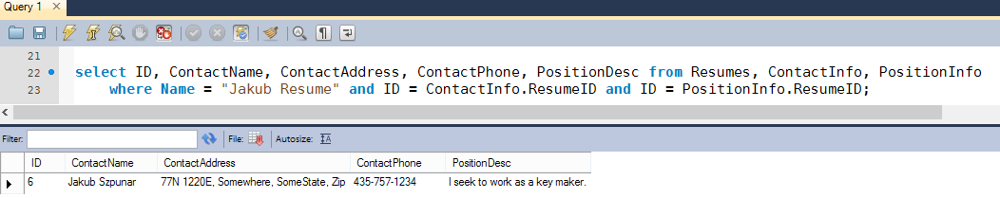 Query 1 ×
21
22 select ID, ContactName, ContactAddress, ContactPhone, PositionDesc from Resumes, ContactInfo, PositionInfo
23 where Name = "Jakub Resume" and ID = ContactInfo.ResumeID and ID = PositionInfo.ResumeID;
Filter: File: Autosize:
ID ContactName ContactAddress ContactPhone PositionDesc
6 Jakub Szpunar 77N 1220E, Somewhere, SomeState, Zip 435-757-1234 I seek to work as a key maker.